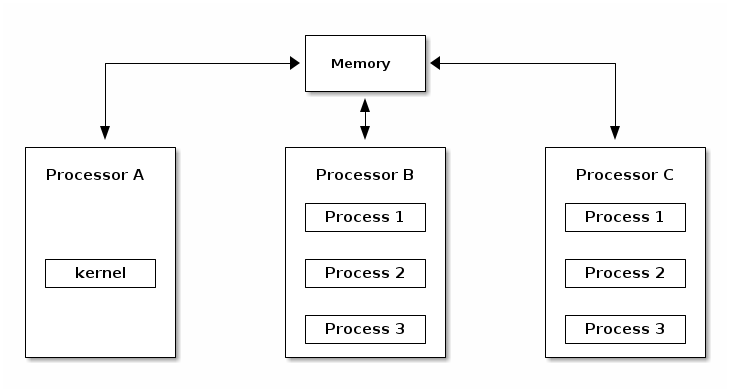 Memory
Processor A
kernel
Processor B
Process 1
Process 2
Process 3
Processor C
Process 1
Process 2
Process 3